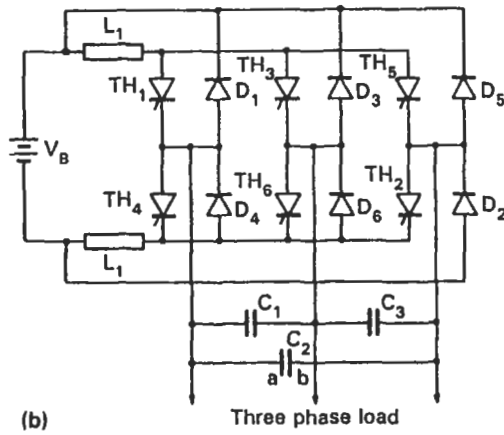 L1
TH1
D1
TH3
D3
TH5
D5
VB
TH4
D4
TH6
D6
TH2
D2
L1
C1
C3
C2
a b
(b)
Three phase load